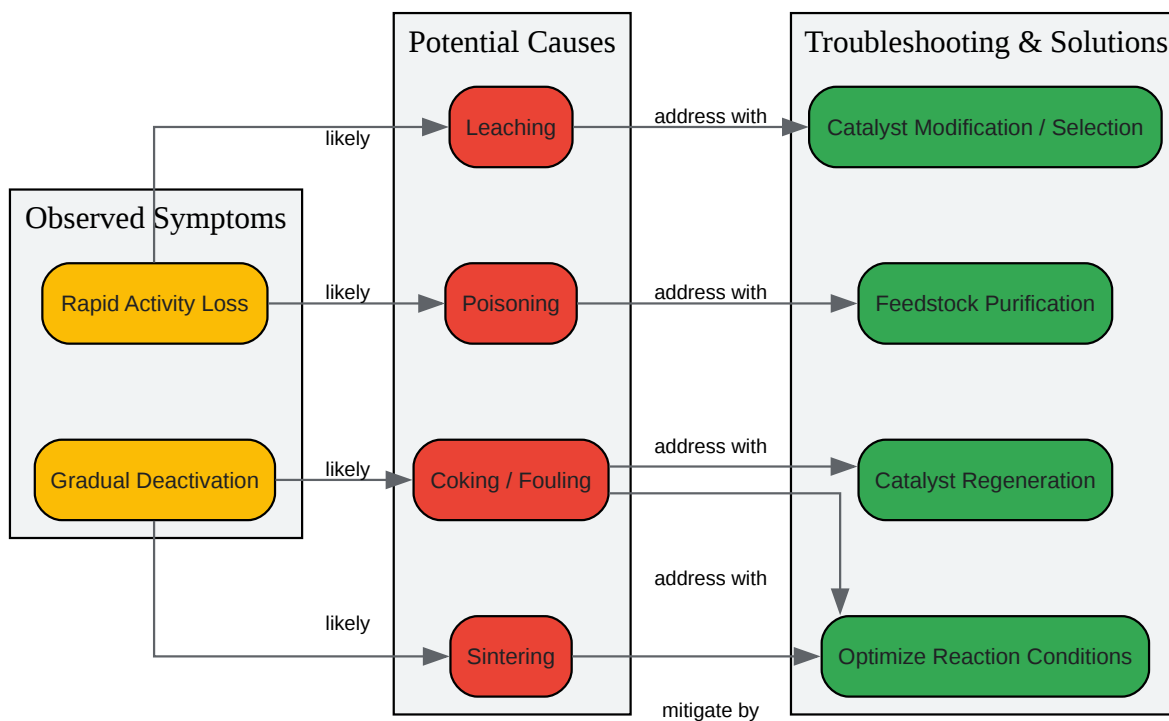 Potential Causes
Troubleshooting & Solutions
Leaching
address with
Catalyst Modification / Selection
likely
Observed Symptoms
Rapid Activity Loss
likely
Poisoning
address with
Feedstock Purification
Gradual Deactivation
likely
Coking / Fouling
address with
Catalyst Regeneration
address with
likely
Sintering
Optimize Reaction Conditions
mitigate by